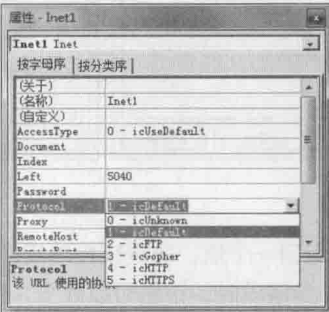 属性 - Inet1
Inet1 Inet
按字母序 按分类序
(关于)
(名称) Inet1
(自定义)
AccessType 0 - icUseDefault
Document
Index
Left 5040
Password
Protocol 1 - icDefault
Proxy 0 - icUnknown
1 - icDefault
RemoteHost 2 - icFTP
3 - icGopher
4 - icHTTP
5 - icHTTPS
Protocol
该 URL 使用的协